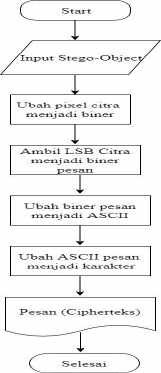 Start
Input Stego-Object
Ubah pixel citra
menjadi biner
Ambil LSB Citra
menjadi biner
pesan
Ubah biner pesan
menjadi ASCII
Ubah ASCII pesan
menjadi karakter
Pesan (Cipherteks)
Selesai